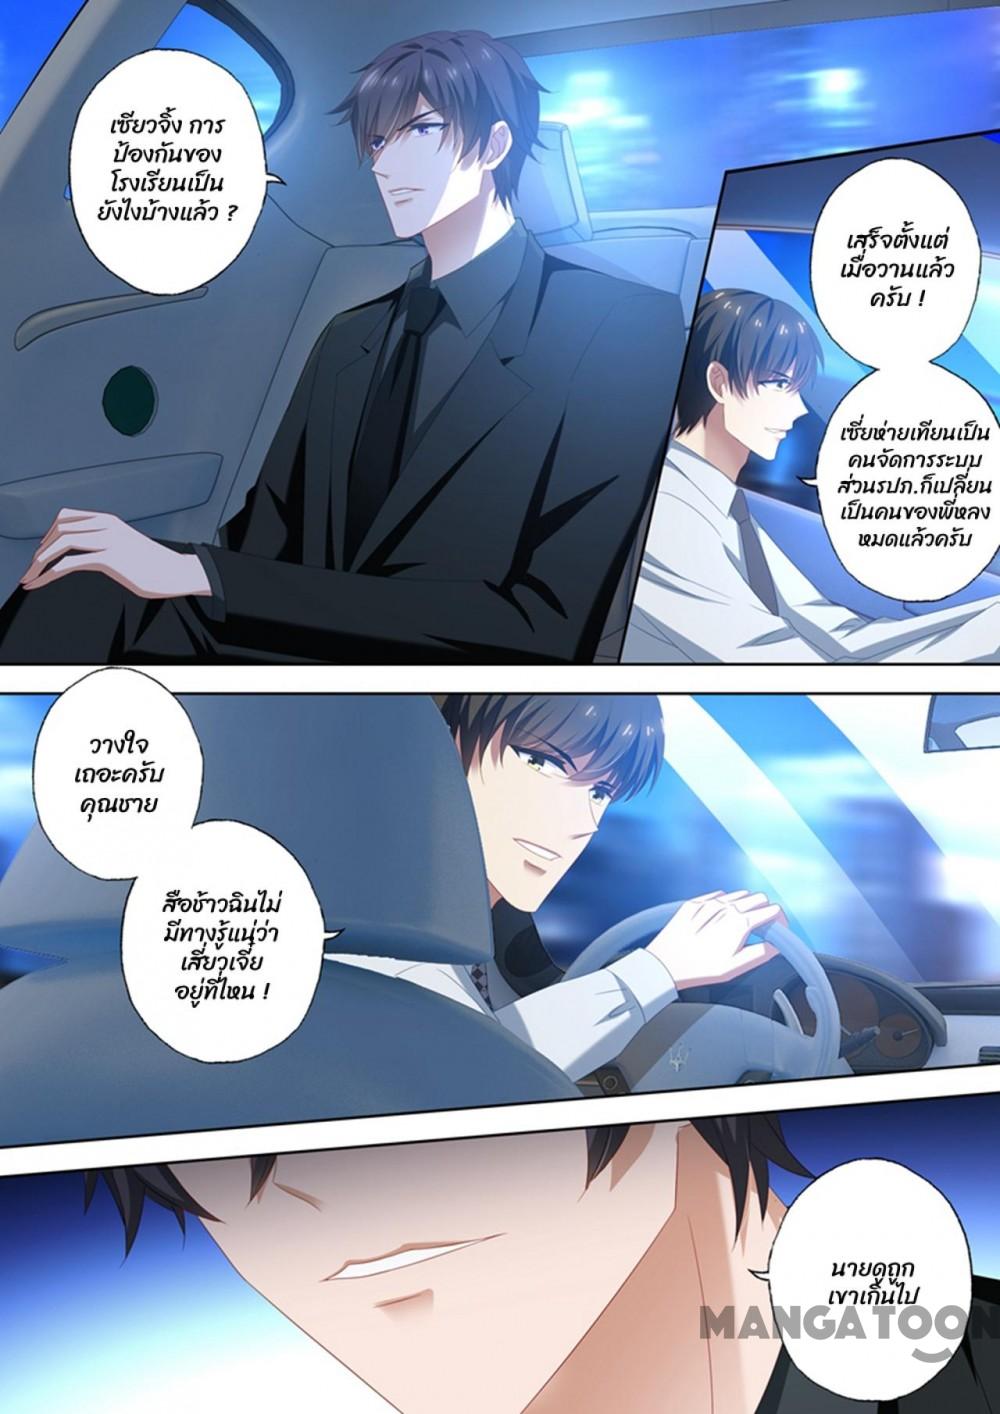 เซียวจิ้ง การ
ป้องกันของ
โรงเรียนเป็น
ยังไงบ้างแล้ว ?
เสร็จตั้งแต่
เมื่อวานแล้ว
ครับ !
เซี่ยห่ายเทียนเป็น
คนจัดการระบบ
ส่วนรปภ.ก็เปลี่ยน
เป็นคนของพี่หลง
หมดแล้วครับ
วางใจ
เถอะครับ
คุณชาย
สือช้าวฉินไม่
มีทางรู้แน่ว่า
เสี่ยวเจี๋ย
อยู่ที่ไหน !
นายดูถูก
เขาเกินไป
MANGATOON